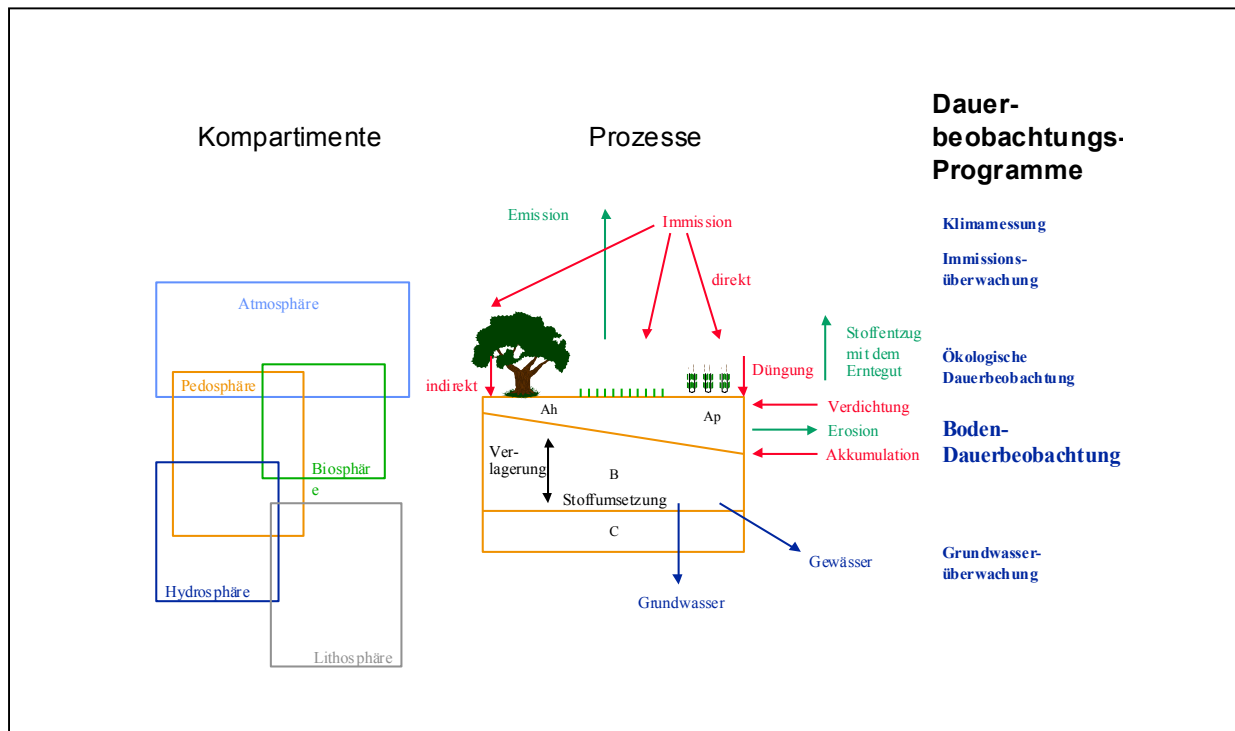 Kompartimente
Prozesse
Dauer-
beobachtungs-
Programme
Atmosphäre
Pedosphäre
Biosphär
e
Hydrosphäre
Lithosphäre
Emission
Immission
direkt
indirekt
Düngung
Stoffentzug
mit dem
Erntegut
Verdichtung
Erosion
Akkumulation
Ah
Ap
Ver-
lagerung
B
Stoffumsetzung
C
Gewässer
Grundwasser
Klimamessung
Immissions-
überwachung
Ökologische
Dauerbeobachtung
Boden-
Dauerbeobachtung
Grundwasser-
überwachung